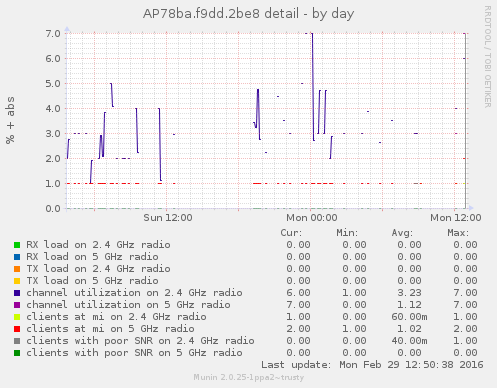 AP78ba.f9dd.2be8 detail - by day
RRDTOOL / TOBI OETIKER
% + abs
7.0
6.0
5.0
4.0
3.0
2.0
1.0
0.0
Sun 12:00 Mon 00:00 Mon 12:00
Cur: Min: Avg: Max:
RX load on 2.4 GHz radio 0.00 0.00 0.00 0.00
RX load on 5 GHz radio 0.00 0.00 0.00 0.00
TX load on 2.4 GHz radio 0.00 0.00 0.00 0.00
TX load on 5 GHz radio 0.00 0.00 0.00 0.00
channel utilization on 2.4 GHz radio 6.00 1.00 3.23 7.00
channel utilization on 5 GHz radio 7.00 0.00 1.12 7.00
clients at mi on 2.4 GHz radio 1.00 0.00 60.00m 1.00
clients at mi on 5 GHz radio 2.00 1.00 1.02 2.00
clients with poor SNR on 2.4 GHz radio 0.00 0.00 40.00m 1.00
clients with poor SNR on 5 GHz radio 0.00 0.00 0.00 0.00
Last update: Mon Feb 29 12:50:38 2016
Munin 2.0.25-1ppa2~trusty